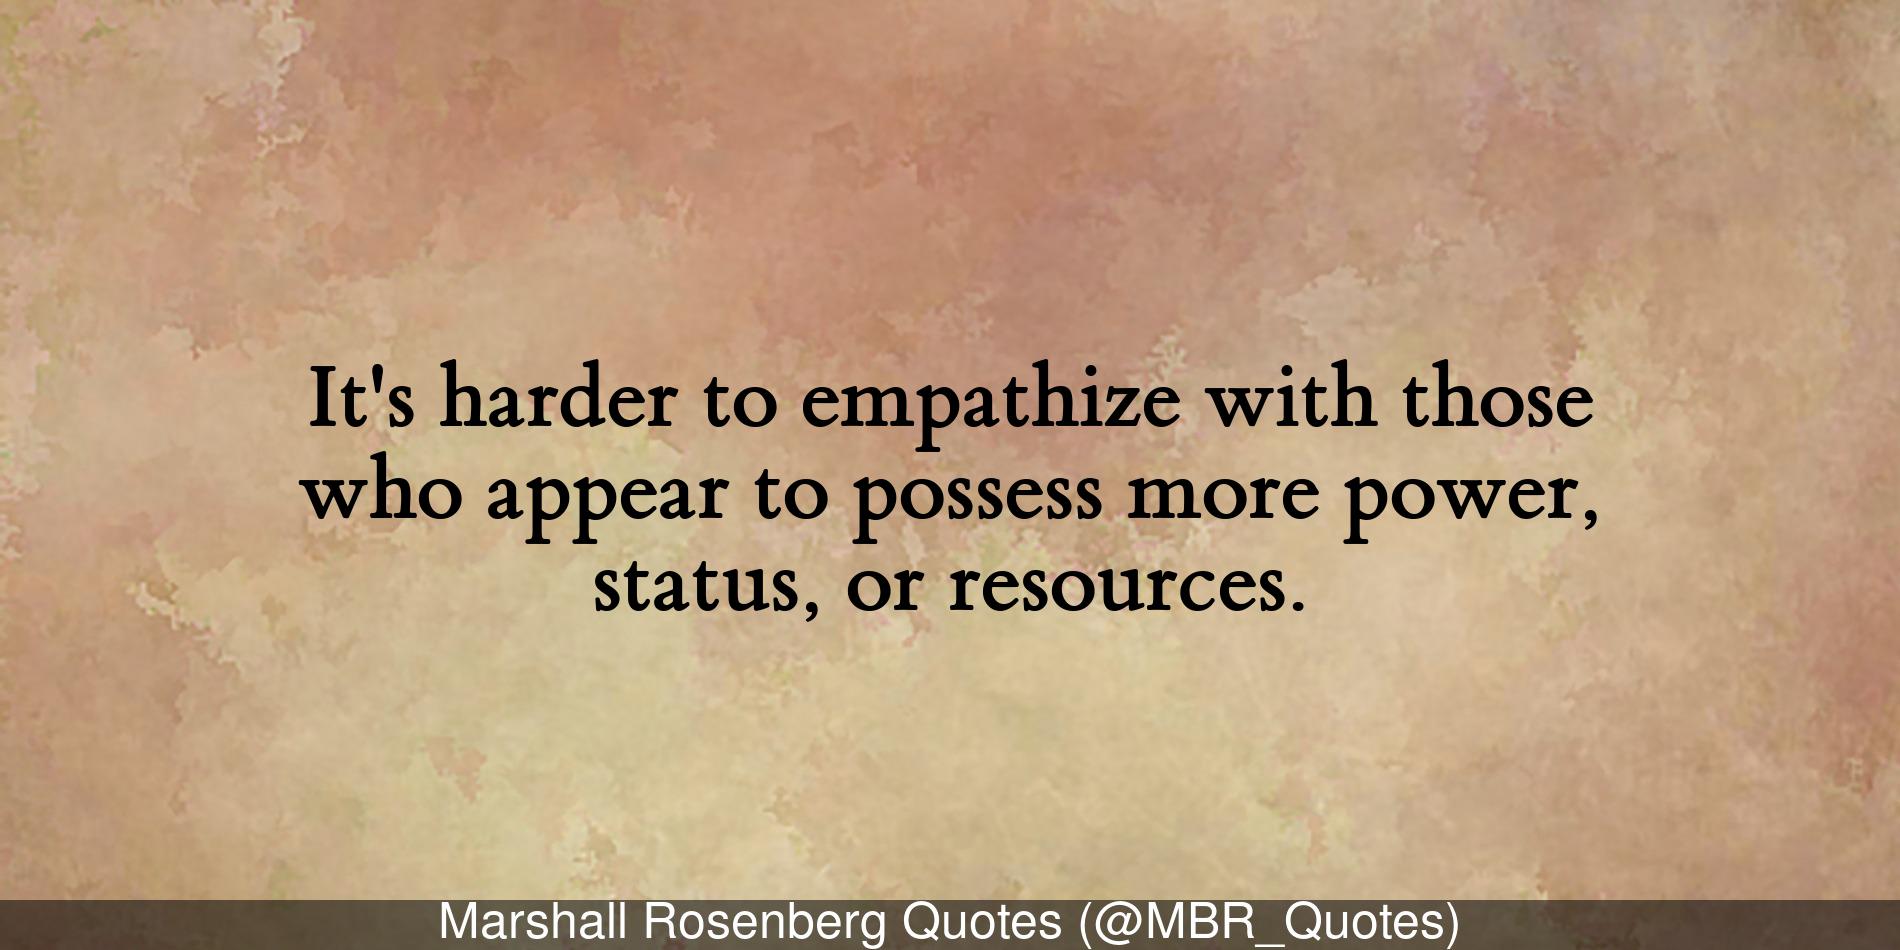 It's harder to empathize with those
who appear to possess more power,
status, or resources.
Marshall Rosenberg Quotes (@MBR_Quotes)